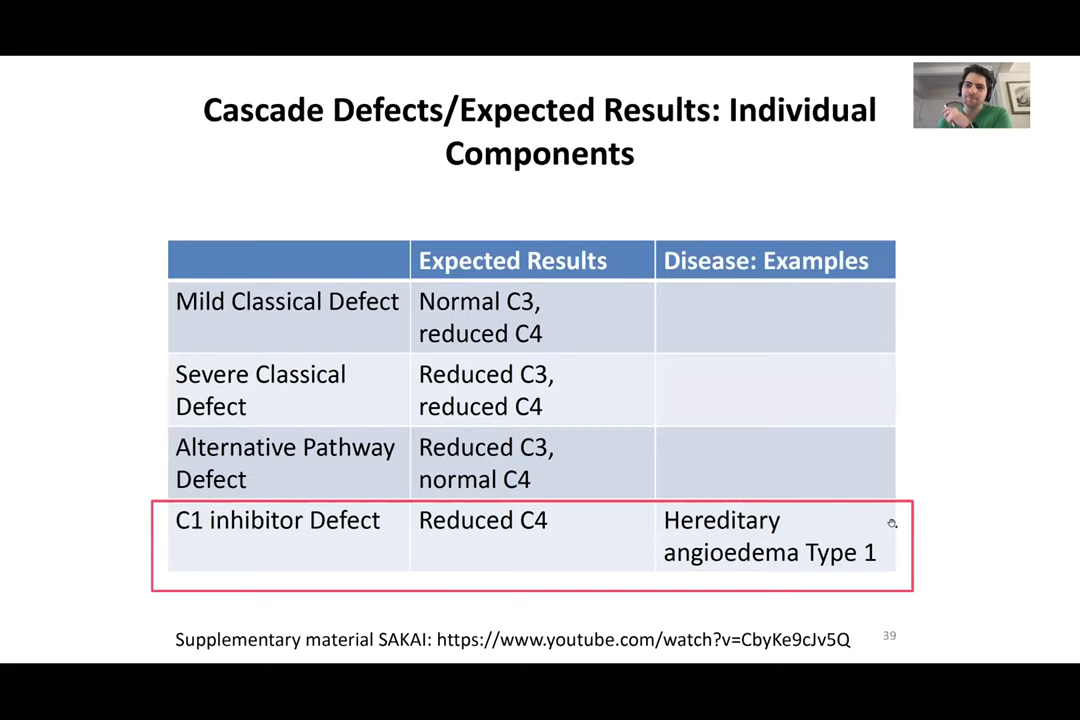 Cascade Defects/Expected Results: Individual
Components
Expected Results
Disease: Examples
Mild Classical Defect
Normal C3,
reduced C4
Severe Classical
Defect
Reduced C3,
reduced C4
Alternative Pathway
Defect
Reduced C3,
normal C4
C1 inhibitor Defect
Reduced C4
Hereditary
angioedema Type 1
Supplementary material SAKAI: https://www.youtube.com/watch?v=CbyKe9cJv5Q
39